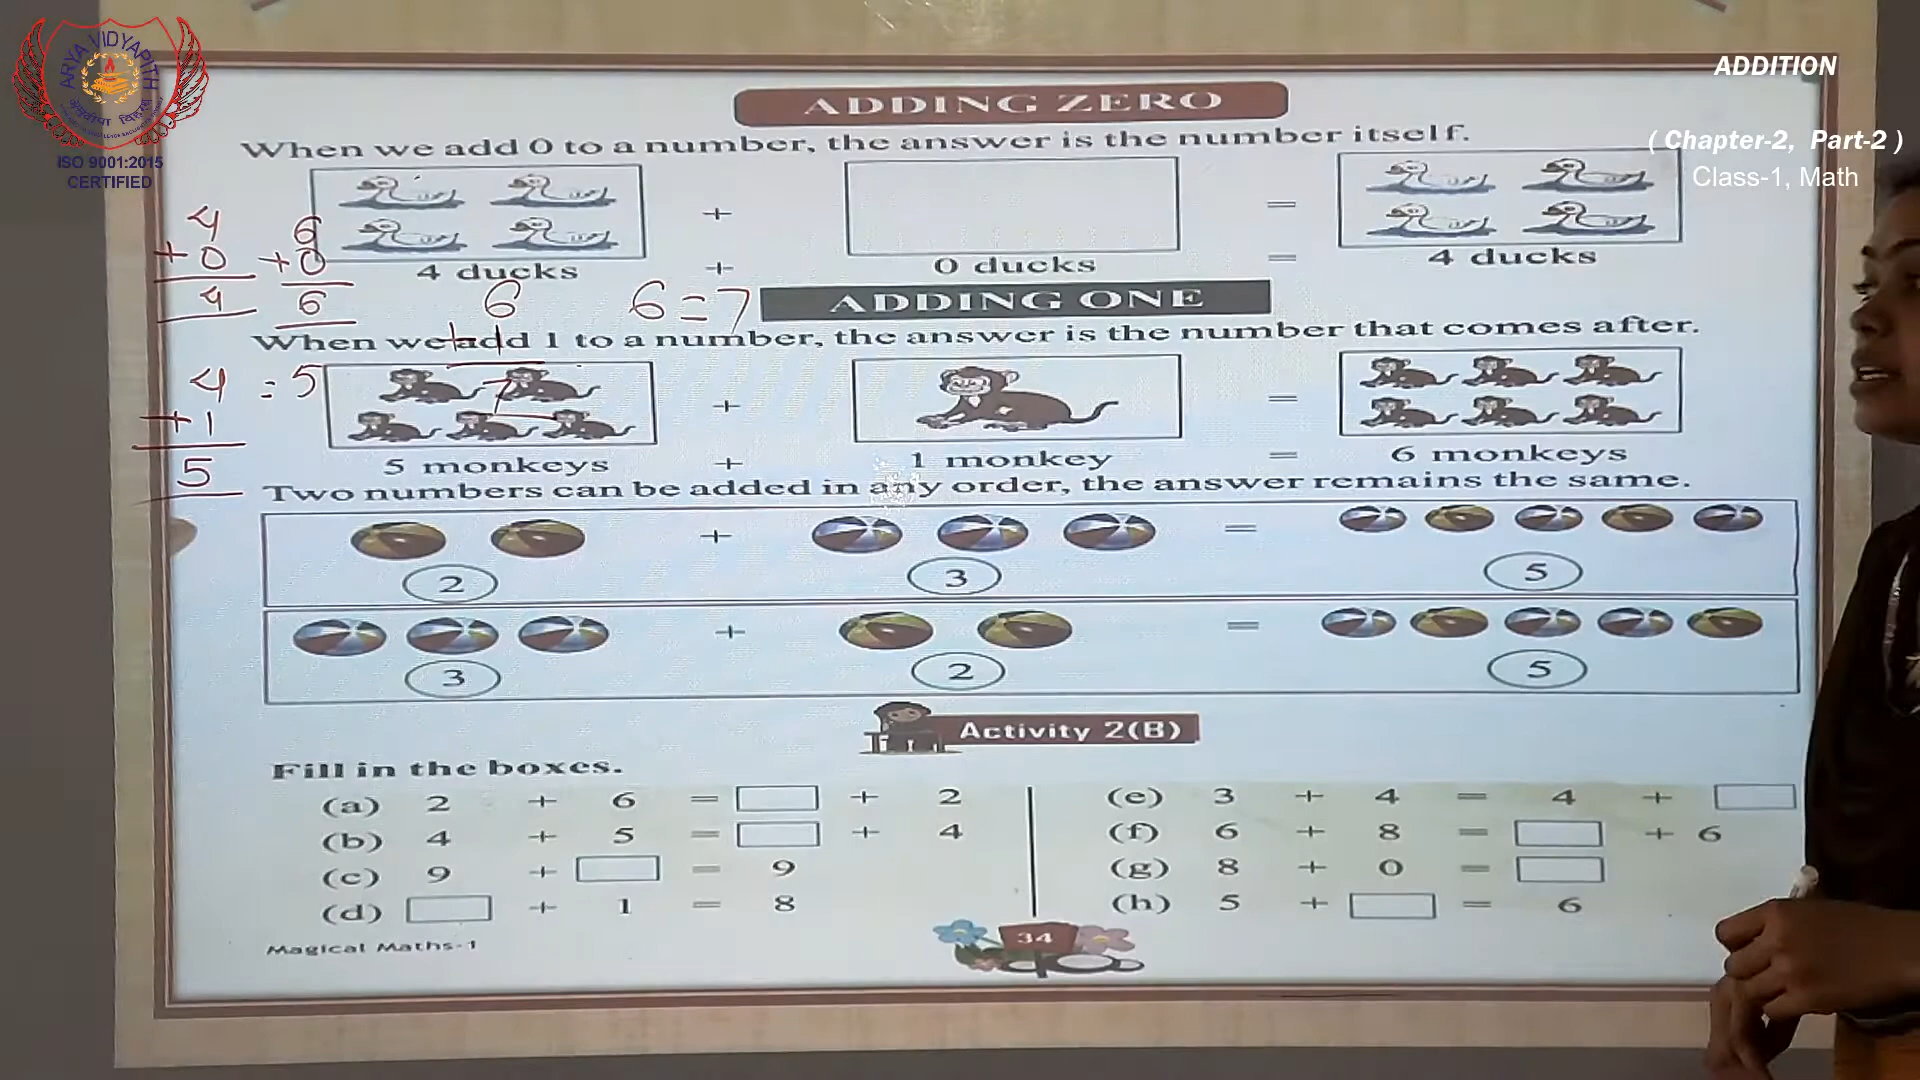 ARYA VIDYAPITH
ISO 9001:2015
CERTIFIED
ADDITION
( Chapter-2, Part-2 )
Class-1, Math
ADDING ZERO
When we add 0 to a number, the answer is the number itself.
+ =
4 ducks + 0 ducks = 4 ducks
4
+ 0
4
6
+ 0
6
6
+ 1
7
6 = 7
ADDING ONE
When we add 1 to a number, the answer is the number that comes after.
4 = 5
+ 1
5
+ =
5 monkeys + 1 monkey = 6 monkeys
Two numbers can be added in any order, the answer remains the same.
+ =
2 3 5
+ =
3 2 5
Activity 2(B)
Fill in the boxes.
(a) 2 + 6 = + 2
(b) 4 + 5 = + 4
(c) 9 + = 9
(d) + 1 = 8
(e) 3 + 4 = 4 +
(f) 6 + 8 = + 6
(g) 8 + 0 =
(h) 5 + = 6
Magical Maths-1
34